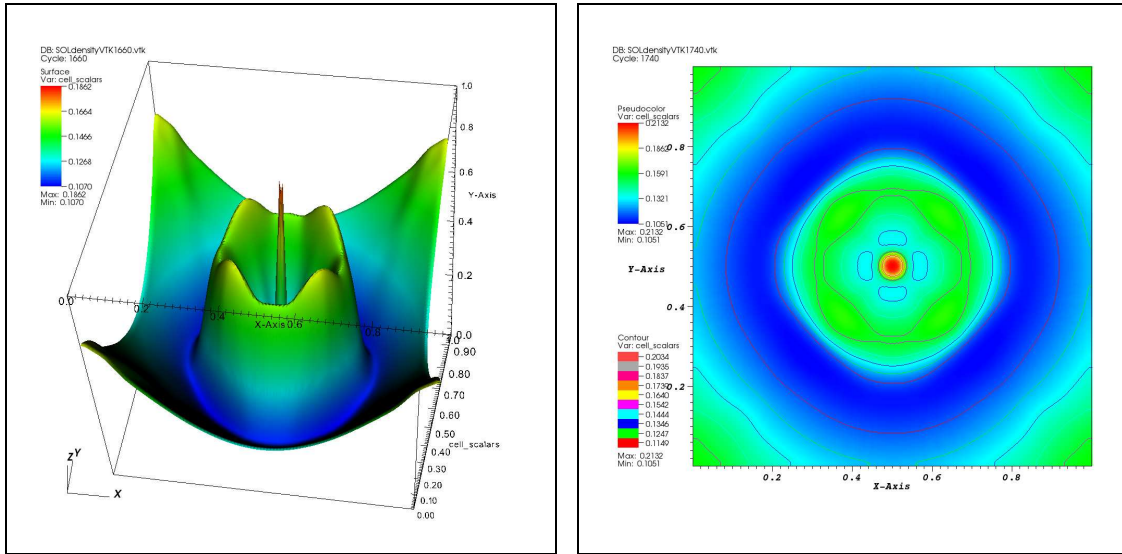 DB: SOLdensityVTK1660.vtk
Cycle: 1660
Surface
Var: cell_scalars
0.1862
0.1664
0.1466
0.1268
0.1070
Max: 0.1862
Min: 0.1070
1.0
0.8
0.6
Y-Axis
0.4
0.2
0.0
0.0
0.2
0.4
X-Axis
0.6
0.8
1.0
0.90
0.80
0.70
0.60
0.50
cell_scalars
0.40
0.30
0.20
0.10
0.00
Z Y
X
DB: SOLdensityVTK1740.vtk
Cycle: 1740
Pseudocolor
Var: cell_scalars
0.2132
0.1862
0.1591
0.1321
0.1051
Max: 0.2132
Min: 0.1051
0.8
0.6
Y-Axis
0.4
0.2
Contour
Var: cell_scalars
0.2034
0.1935
0.1837
0.1739
0.1640
0.1542
0.1444
0.1346
0.1247
0.1149
Max: 0.2132
Min: 0.1051
0.2 0.4 0.6 0.8
X-Axis